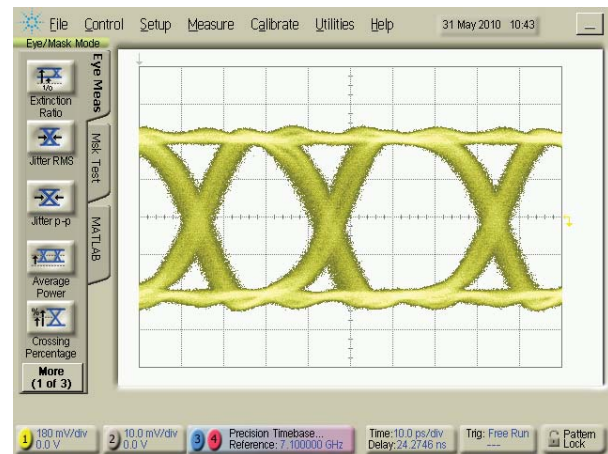 File Control Setup Measure Calibrate Utilities Help 31 May 2010 10:43
Eye/Mask Mode
Extinction
Ratio
Jitter RMS
Jitter p-p
Average
Power
Crossing
Percentage
More
(1 of 3)
Eye Meas
Msk Test
MATLAB
1 180 mV/div
0.0 V
2 10.0 mV/div
0.0 V
3 4 Precision Timebase...
Reference: 7.100000 GHz
Time:10.0 ps/div
Delay:24.2746 ns
Trig: Free Run
---
Pattern
Lock